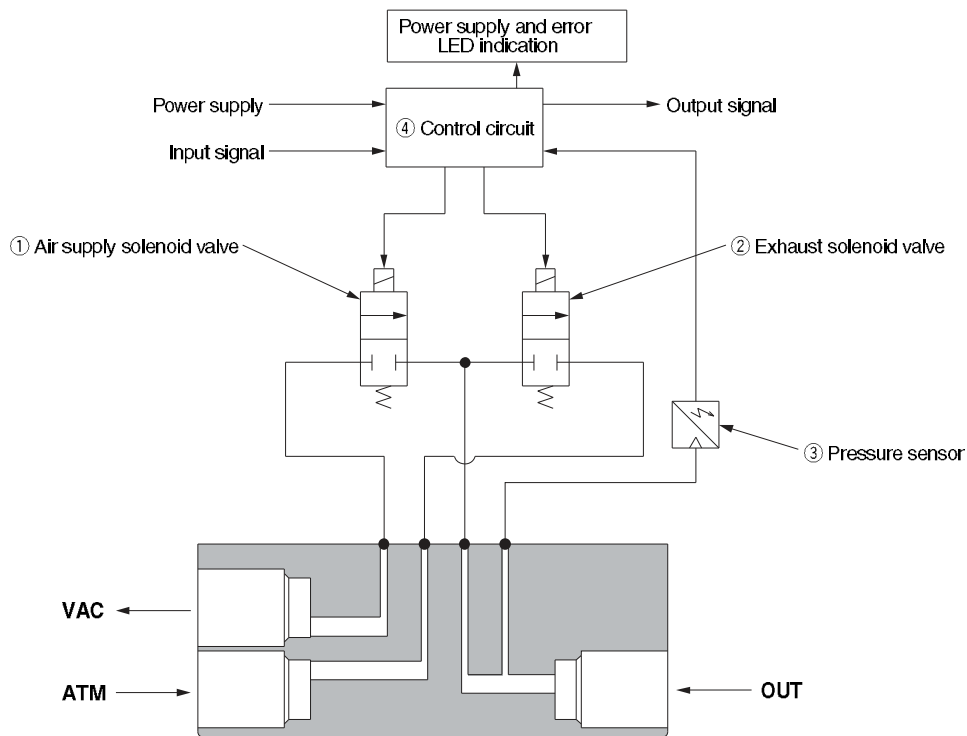 Power supply and error
LED indication
Power supply
Output signal
④ Control circuit
Input signal
① Air supply solenoid valve
② Exhaust solenoid valve
③ Pressure sensor
VAC
ATM
OUT